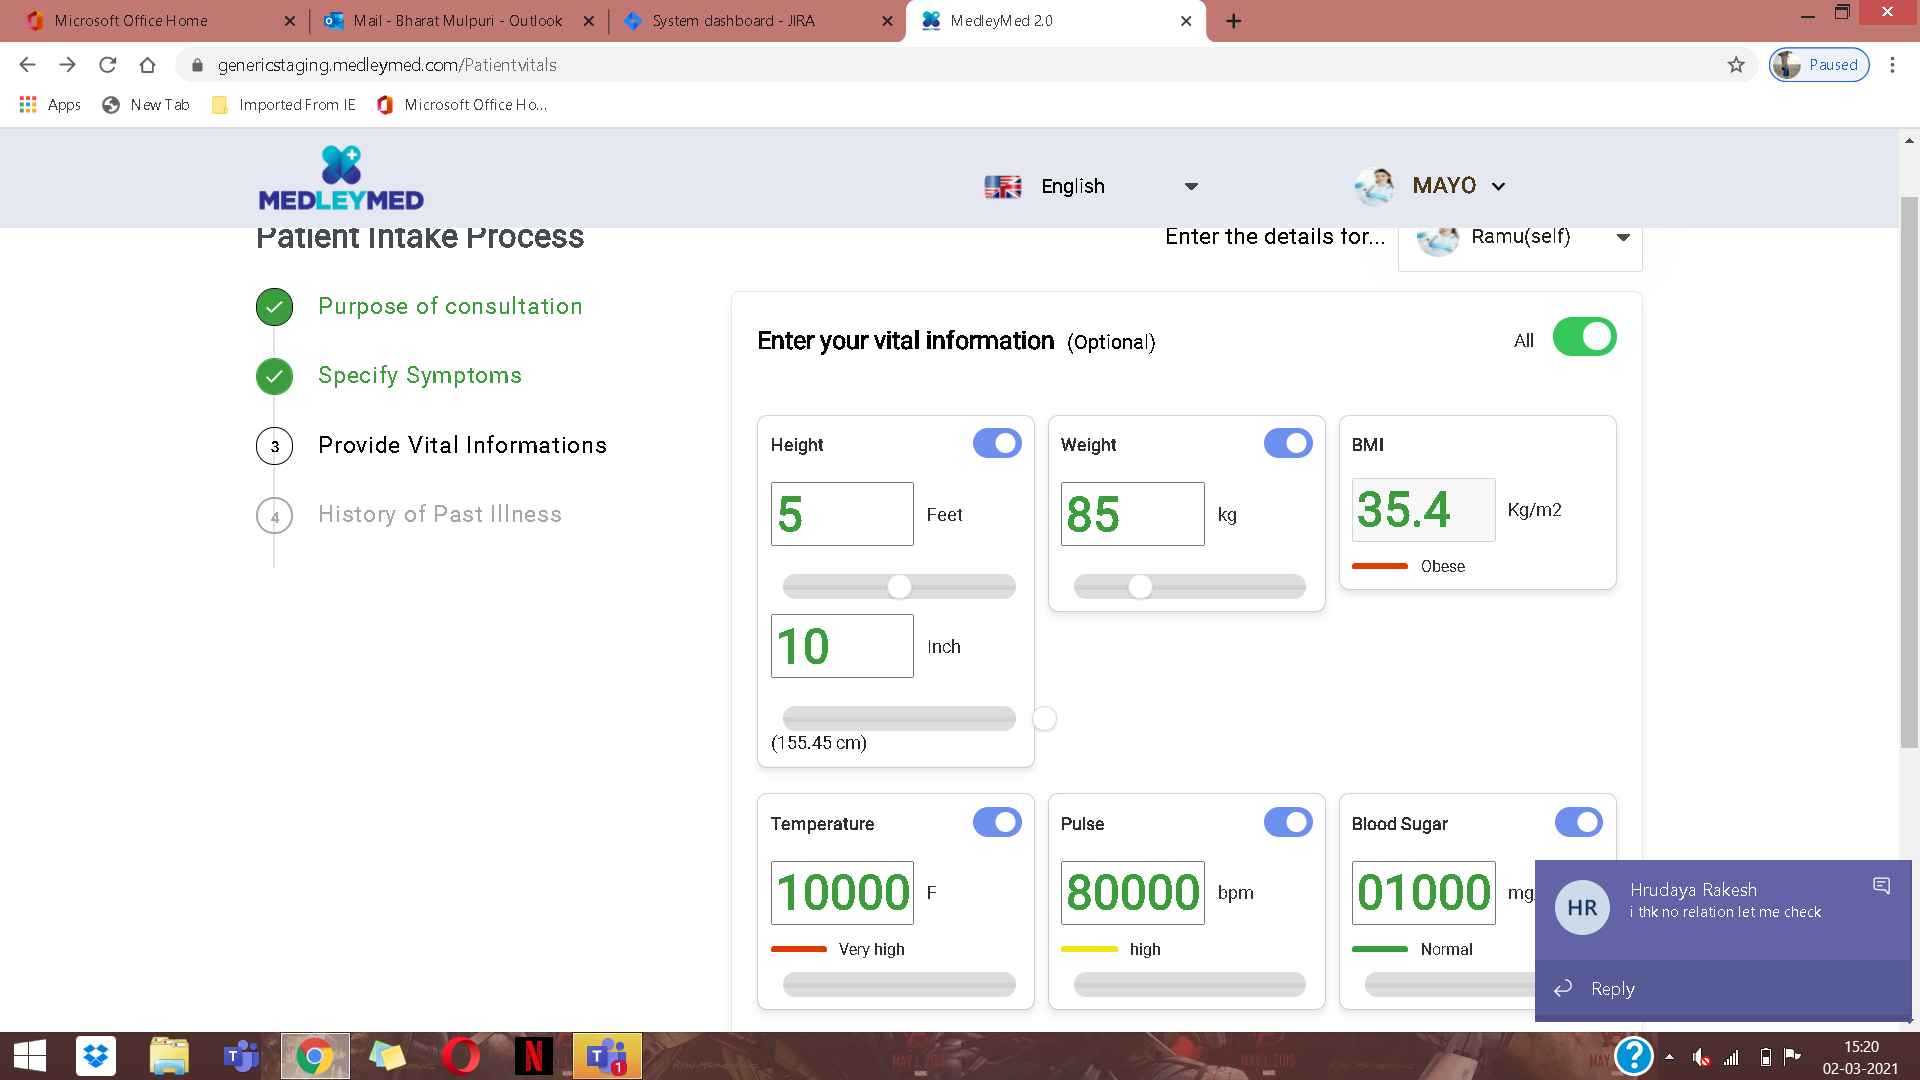 Microsoft Office Home
Mail - Bharat Mulpuri - Outlook
System dashboard - JIRA
MedleyMed 2.0
genericstaging.medleymed.com/Patientvitals
Paused
Apps
New Tab
Imported From IE
Microsoft Office Ho...
MEDLEYMED
English
MAYO
Patient Intake Process
Enter the details for...
Ramu(self)
Purpose of consultation
Specify Symptoms
3 Provide Vital Informations
4 History of Past Illness
Enter your vital information (Optional)
All
Height
5 Feet
10 Inch
(155.45 cm)
Weight
85 kg
BMI
35.4 Kg/m2
Obese
Temperature
10000 F
Very high
Pulse
80000 bpm
high
Blood Sugar
01000 mg
Normal
HR
Hrudaya Rakesh
i thk no relation let me check
Reply
MAY 1, 2015
15:20
02-03-2021